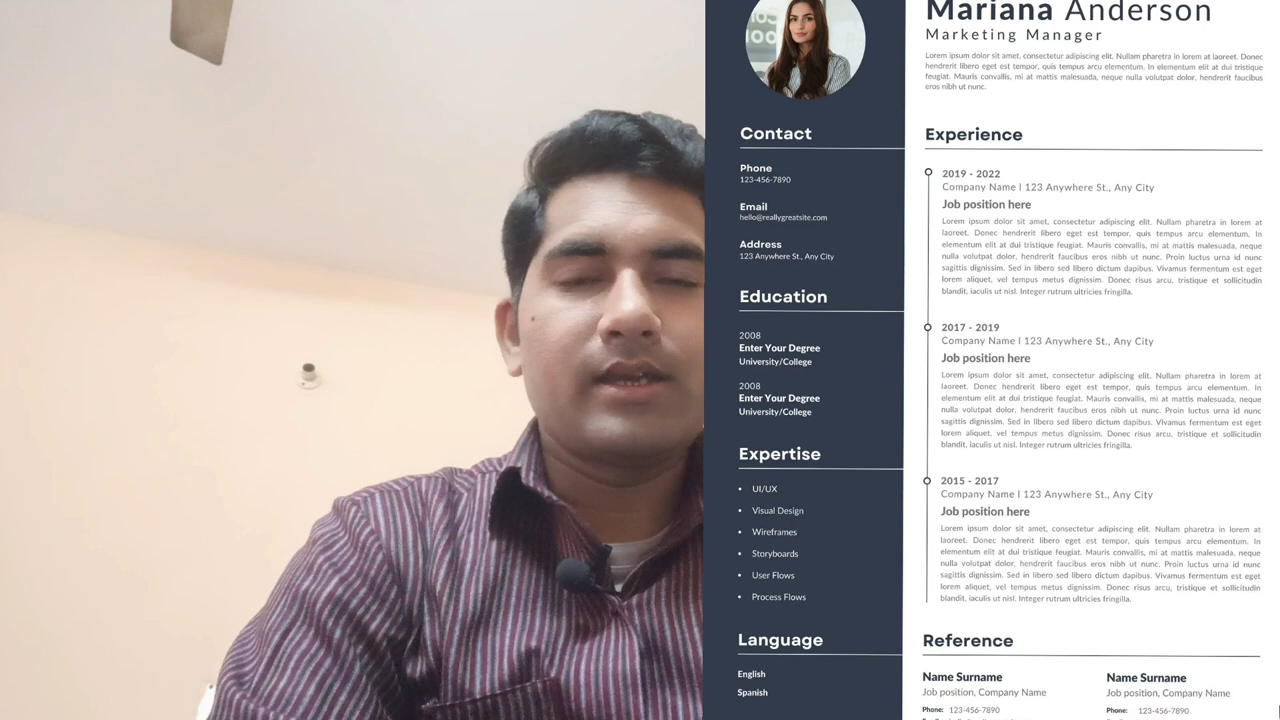 Mariana Anderson
Marketing Manager
Lorem ipsum dolor sit amet, consectetur adipiscing elit. Nullam pharetra in lorem at laoreet. Donec
hendrerit libero eget est tempor, quis tempus arcu elementum. In elementum elit at dui tristique
feugiat. Mauris convallis, mi at mattis malesuada, neque nulla volutpat dolor, hendrerit faucibus
eros nibh ut nunc.
Contact
Phone
123-456-7890
Email
hello@reallygreatsite.com
Address
123 Anywhere St., Any City
Education
2008
Enter Your Degree
University/College
2008
Enter Your Degree
University/College
Expertise
• UI/UX
• Visual Design
• Wireframes
• Storyboards
• User Flows
• Process Flows
Language
English
Spanish
Experience
2019 - 2022
Company Name l 123 Anywhere St., Any City
Job position here
Lorem ipsum dolor sit amet, consectetur adipiscing elit. Nullam pharetra in lorem at
laoreet. Donec hendrerit libero eget est tempor, quis tempus arcu elementum. In
elementum elit at dui tristique feugiat. Mauris convallis, mi at mattis malesuada, neque
nulla volutpat dolor, hendrerit faucibus eros nibh ut nunc. Proin luctus urna id nunc
sagittis dignissim. Sed in libero sed libero dictum dapibus. Vivamus fermentum est eget
lorem aliquet, vel tempus metus dignissim. Donec risus arcu, tristique et sollicitudin
blandit, iaculis ut nisl. Integer rutrum ultricies fringilla.
2017 - 2019
Company Name l 123 Anywhere St., Any City
Job position here
Lorem ipsum dolor sit amet, consectetur adipiscing elit. Nullam pharetra in lorem at
laoreet. Donec hendrerit libero eget est tempor, quis tempus arcu elementum. In
elementum elit at dui tristique feugiat. Mauris convallis, mi at mattis malesuada, neque
nulla volutpat dolor, hendrerit faucibus eros nibh ut nunc. Proin luctus urna id nunc
sagittis dignissim. Sed in libero sed libero dictum dapibus. Vivamus fermentum est eget
lorem aliquet, vel tempus metus dignissim. Donec risus arcu, tristique et sollicitudin
blandit, iaculis ut nisl. Integer rutrum ultricies fringilla.
2015 - 2017
Company Name l 123 Anywhere St., Any City
Job position here
Lorem ipsum dolor sit amet, consectetur adipiscing elit. Nullam pharetra in lorem at
laoreet. Donec hendrerit libero eget est tempor, quis tempus arcu elementum. In
elementum elit at dui tristique feugiat. Mauris convallis, mi at mattis malesuada, neque
nulla volutpat dolor, hendrerit faucibus eros nibh ut nunc. Proin luctus urna id nunc
sagittis dignissim. Sed in libero sed libero dictum dapibus. Vivamus fermentum est eget
lorem aliquet, vel tempus metus dignissim. Donec risus arcu, tristique et sollicitudin
blandit, iaculis ut nisl. Integer rutrum ultricies fringilla.
Reference
Name Surname
Job position, Company Name
Phone: 123-456-7890
Name Surname
Job position, Company Name
Phone: 123-456-7890